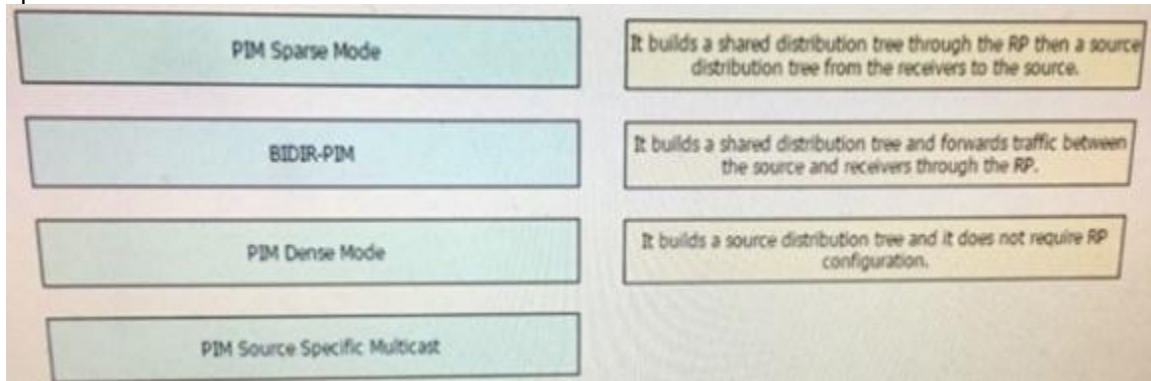 PIM Sparse Mode
BIDIR-PIM
PIM Dense Mode
PIM Source Specific Multicast
It builds a shared distribution tree through the RP then a source
distribution tree from the receivers to the source.
It builds a shared distribution tree and forwards traffic between
the source and receivers through the RP.
It builds a source distribution tree and it does not require RP
configuration.